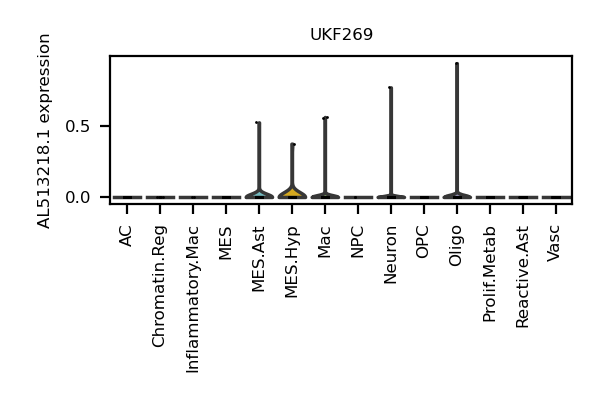 UKF269
AL513218.1 expression
0.5
0.0
AC
Chromatin.Reg
Inflammatory.Mac
MES
MES.Ast
MES.Hyp
Mac
NPC
Neuron
OPC
Oligo
Prolif.Metab
Reactive.Ast
Vasc